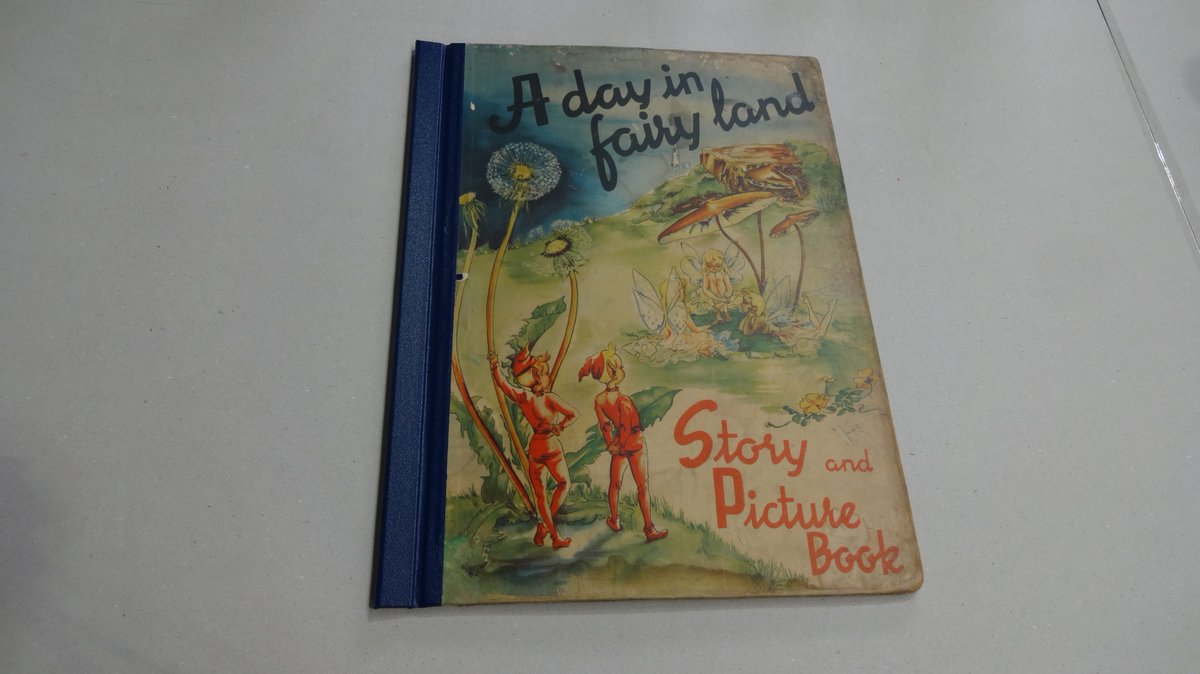 A day in
fairy land
Story and
Picture
Book